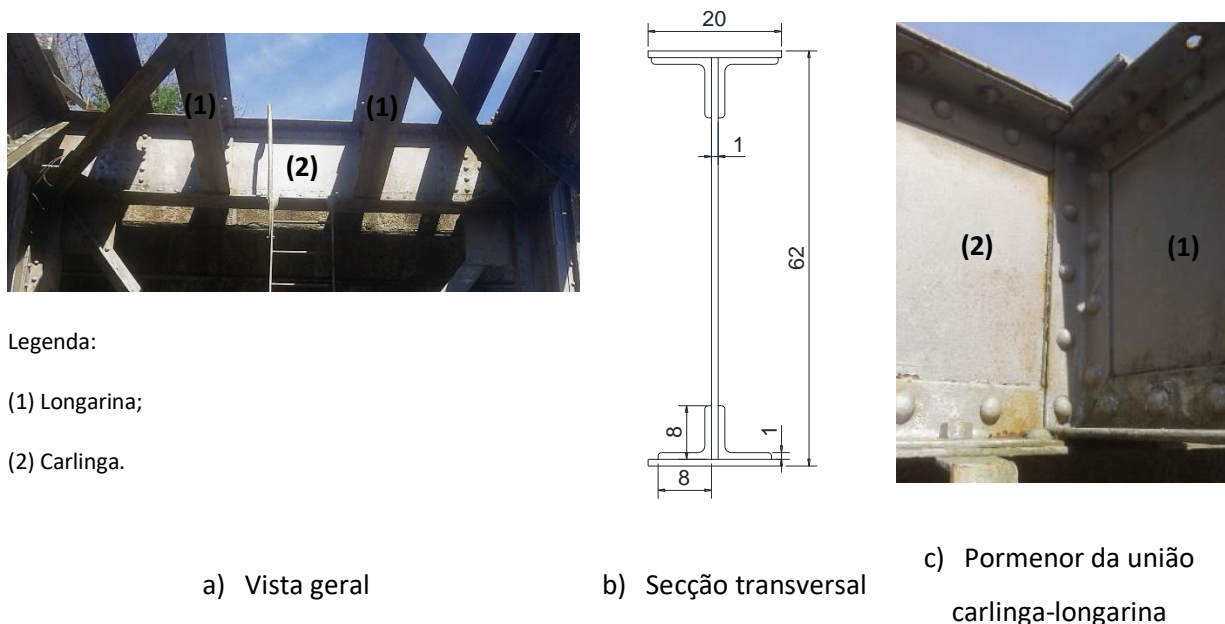 (1)
(1)
(2)
Legenda:
(1) Longarina;
(2) Carlinga.
a) Vista geral
20
1
62
8
1
8
b) Secção transversal
(2)
(1)
c) Pormenor da união
carlinga-longarina